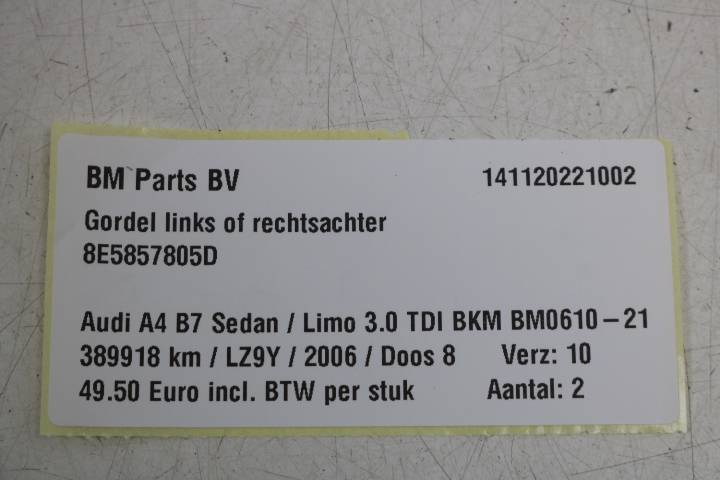 BM Parts BV 141120221002
Gordel links of rechtsachter
8E5857805D
Audi A4 B7 Sedan / Limo 3.0 TDI BKM BM0610-21
389918 km / LZ9Y / 2006 / Doos 8 Verz: 10
49.50 Euro incl. BTW per stuk Aantal: 2